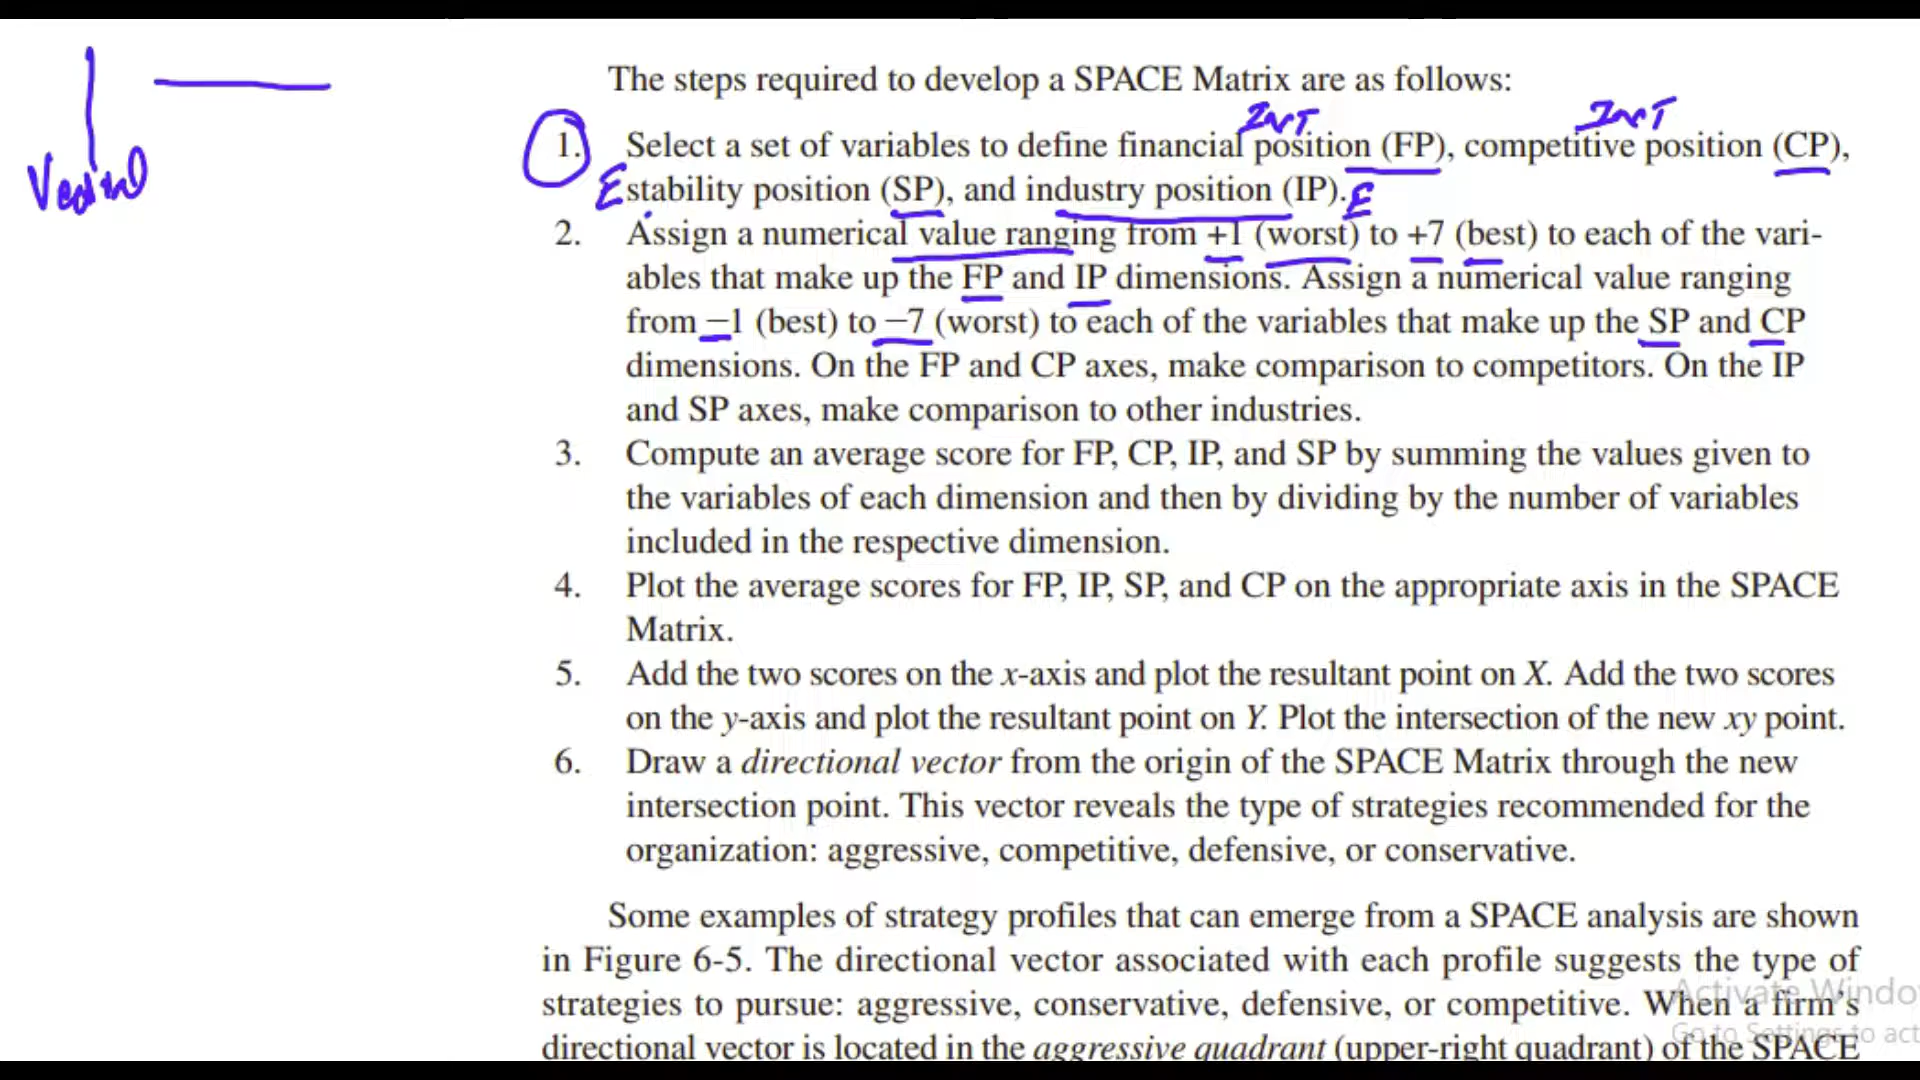 The steps required to develop a SPACE Matrix are as follows:
InT InT
1. Select a set of variables to define financial position (FP), competitive position (CP),
E stability position (SP), and industry position (IP). E
2. Assign a numerical value ranging from +1 (worst) to +7 (best) to each of the vari-
ables that make up the FP and IP dimensions. Assign a numerical value ranging
from −1 (best) to −7 (worst) to each of the variables that make up the SP and CP
dimensions. On the FP and CP axes, make comparison to competitors. On the IP
and SP axes, make comparison to other industries.
3. Compute an average score for FP, CP, IP, and SP by summing the values given to
the variables of each dimension and then by dividing by the number of variables
included in the respective dimension.
4. Plot the average scores for FP, IP, SP, and CP on the appropriate axis in the SPACE
Matrix.
5. Add the two scores on the x-axis and plot the resultant point on X. Add the two scores
on the y-axis and plot the resultant point on Y. Plot the intersection of the new xy point.
6. Draw a directional vector from the origin of the SPACE Matrix through the new
intersection point. This vector reveals the type of strategies recommended for the
organization: aggressive, competitive, defensive, or conservative.
Some examples of strategy profiles that can emerge from a SPACE analysis are shown
in Figure 6-5. The directional vector associated with each profile suggests the type of
strategies to pursue: aggressive, conservative, defensive, or competitive. When a firm's
directional vector is located in the aggressive quadrant (upper-right quadrant) of the SPACE
Activate Windo
Go to Settings to act